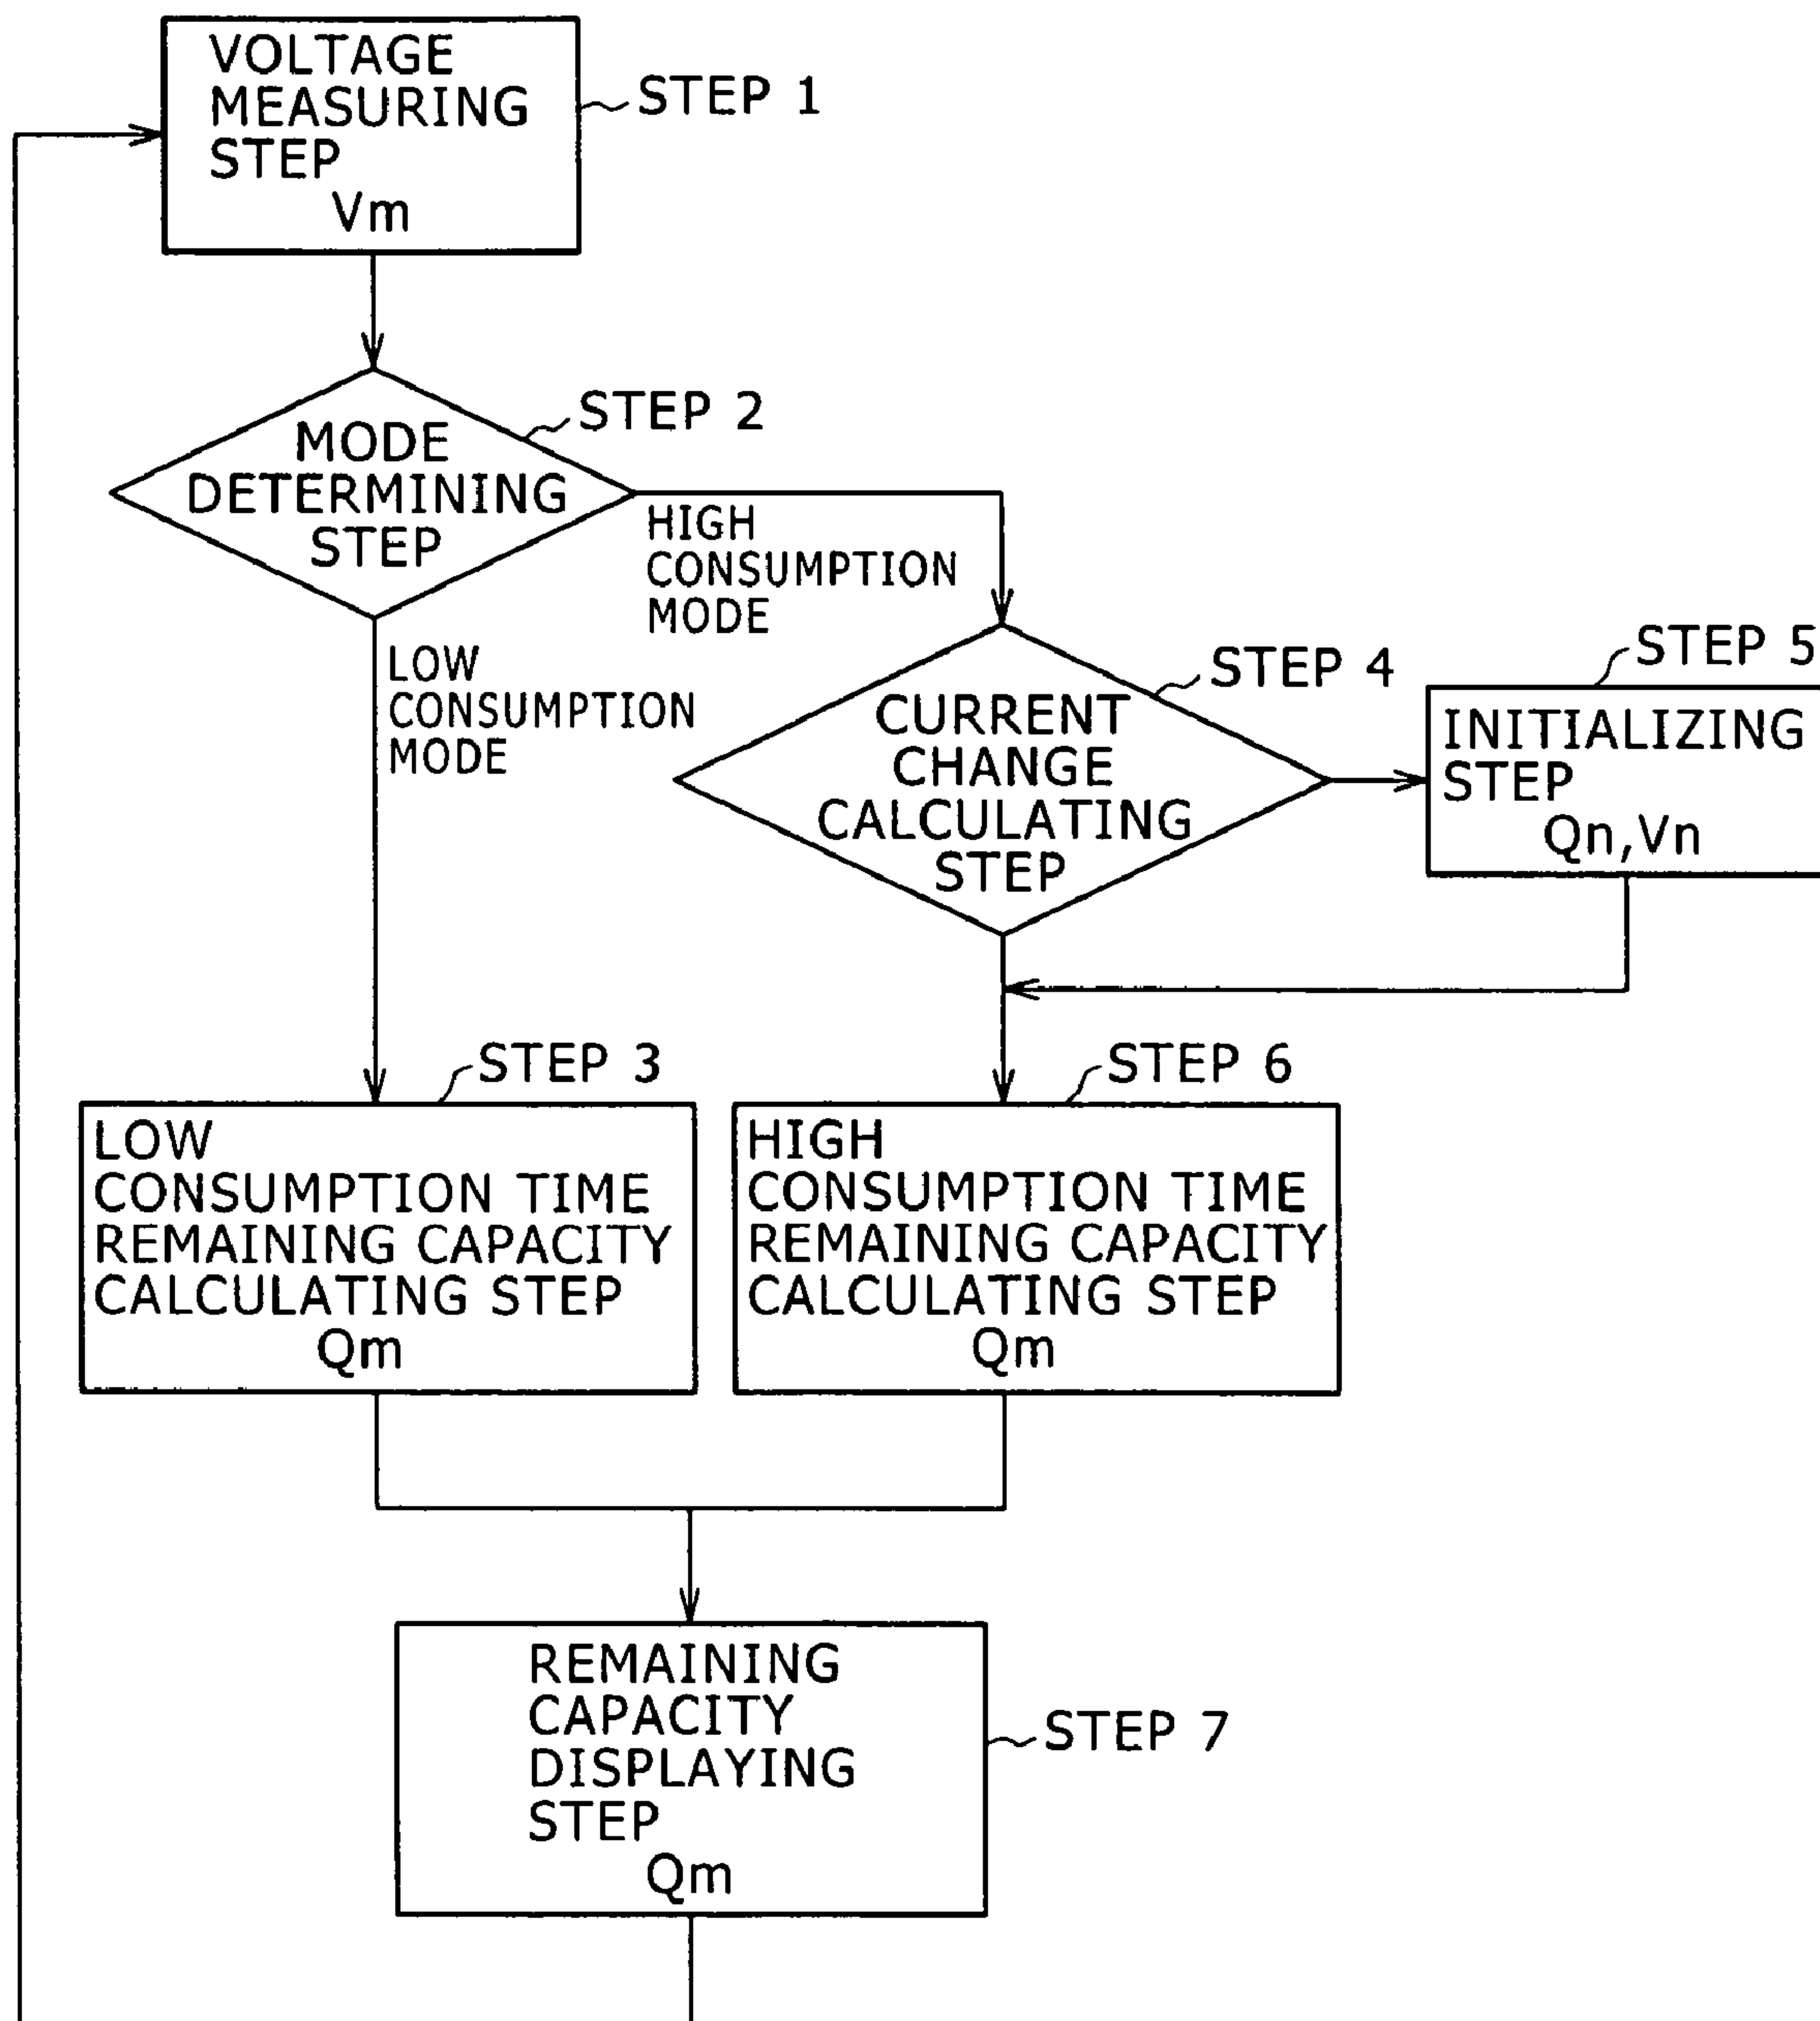 VOLTAGE
MEASURING
STEP
Vm
STEP 1
STEP 2
MODE
DETERMINING
STEP
HIGH
CONSUMPTION
MODE
LOW
CONSUMPTION
MODE
STEP 4
CURRENT
CHANGE
CALCULATING
STEP
STEP 5
INITIALIZING
STEP
Qn,Vn
STEP 3
LOW
CONSUMPTION TIME
REMAINING CAPACITY
CALCULATING STEP
Qm
STEP 6
HIGH
CONSUMPTION TIME
REMAINING CAPACITY
CALCULATING STEP
Qm
REMAINING
CAPACITY
DISPLAYING
STEP
Qm
STEP 7